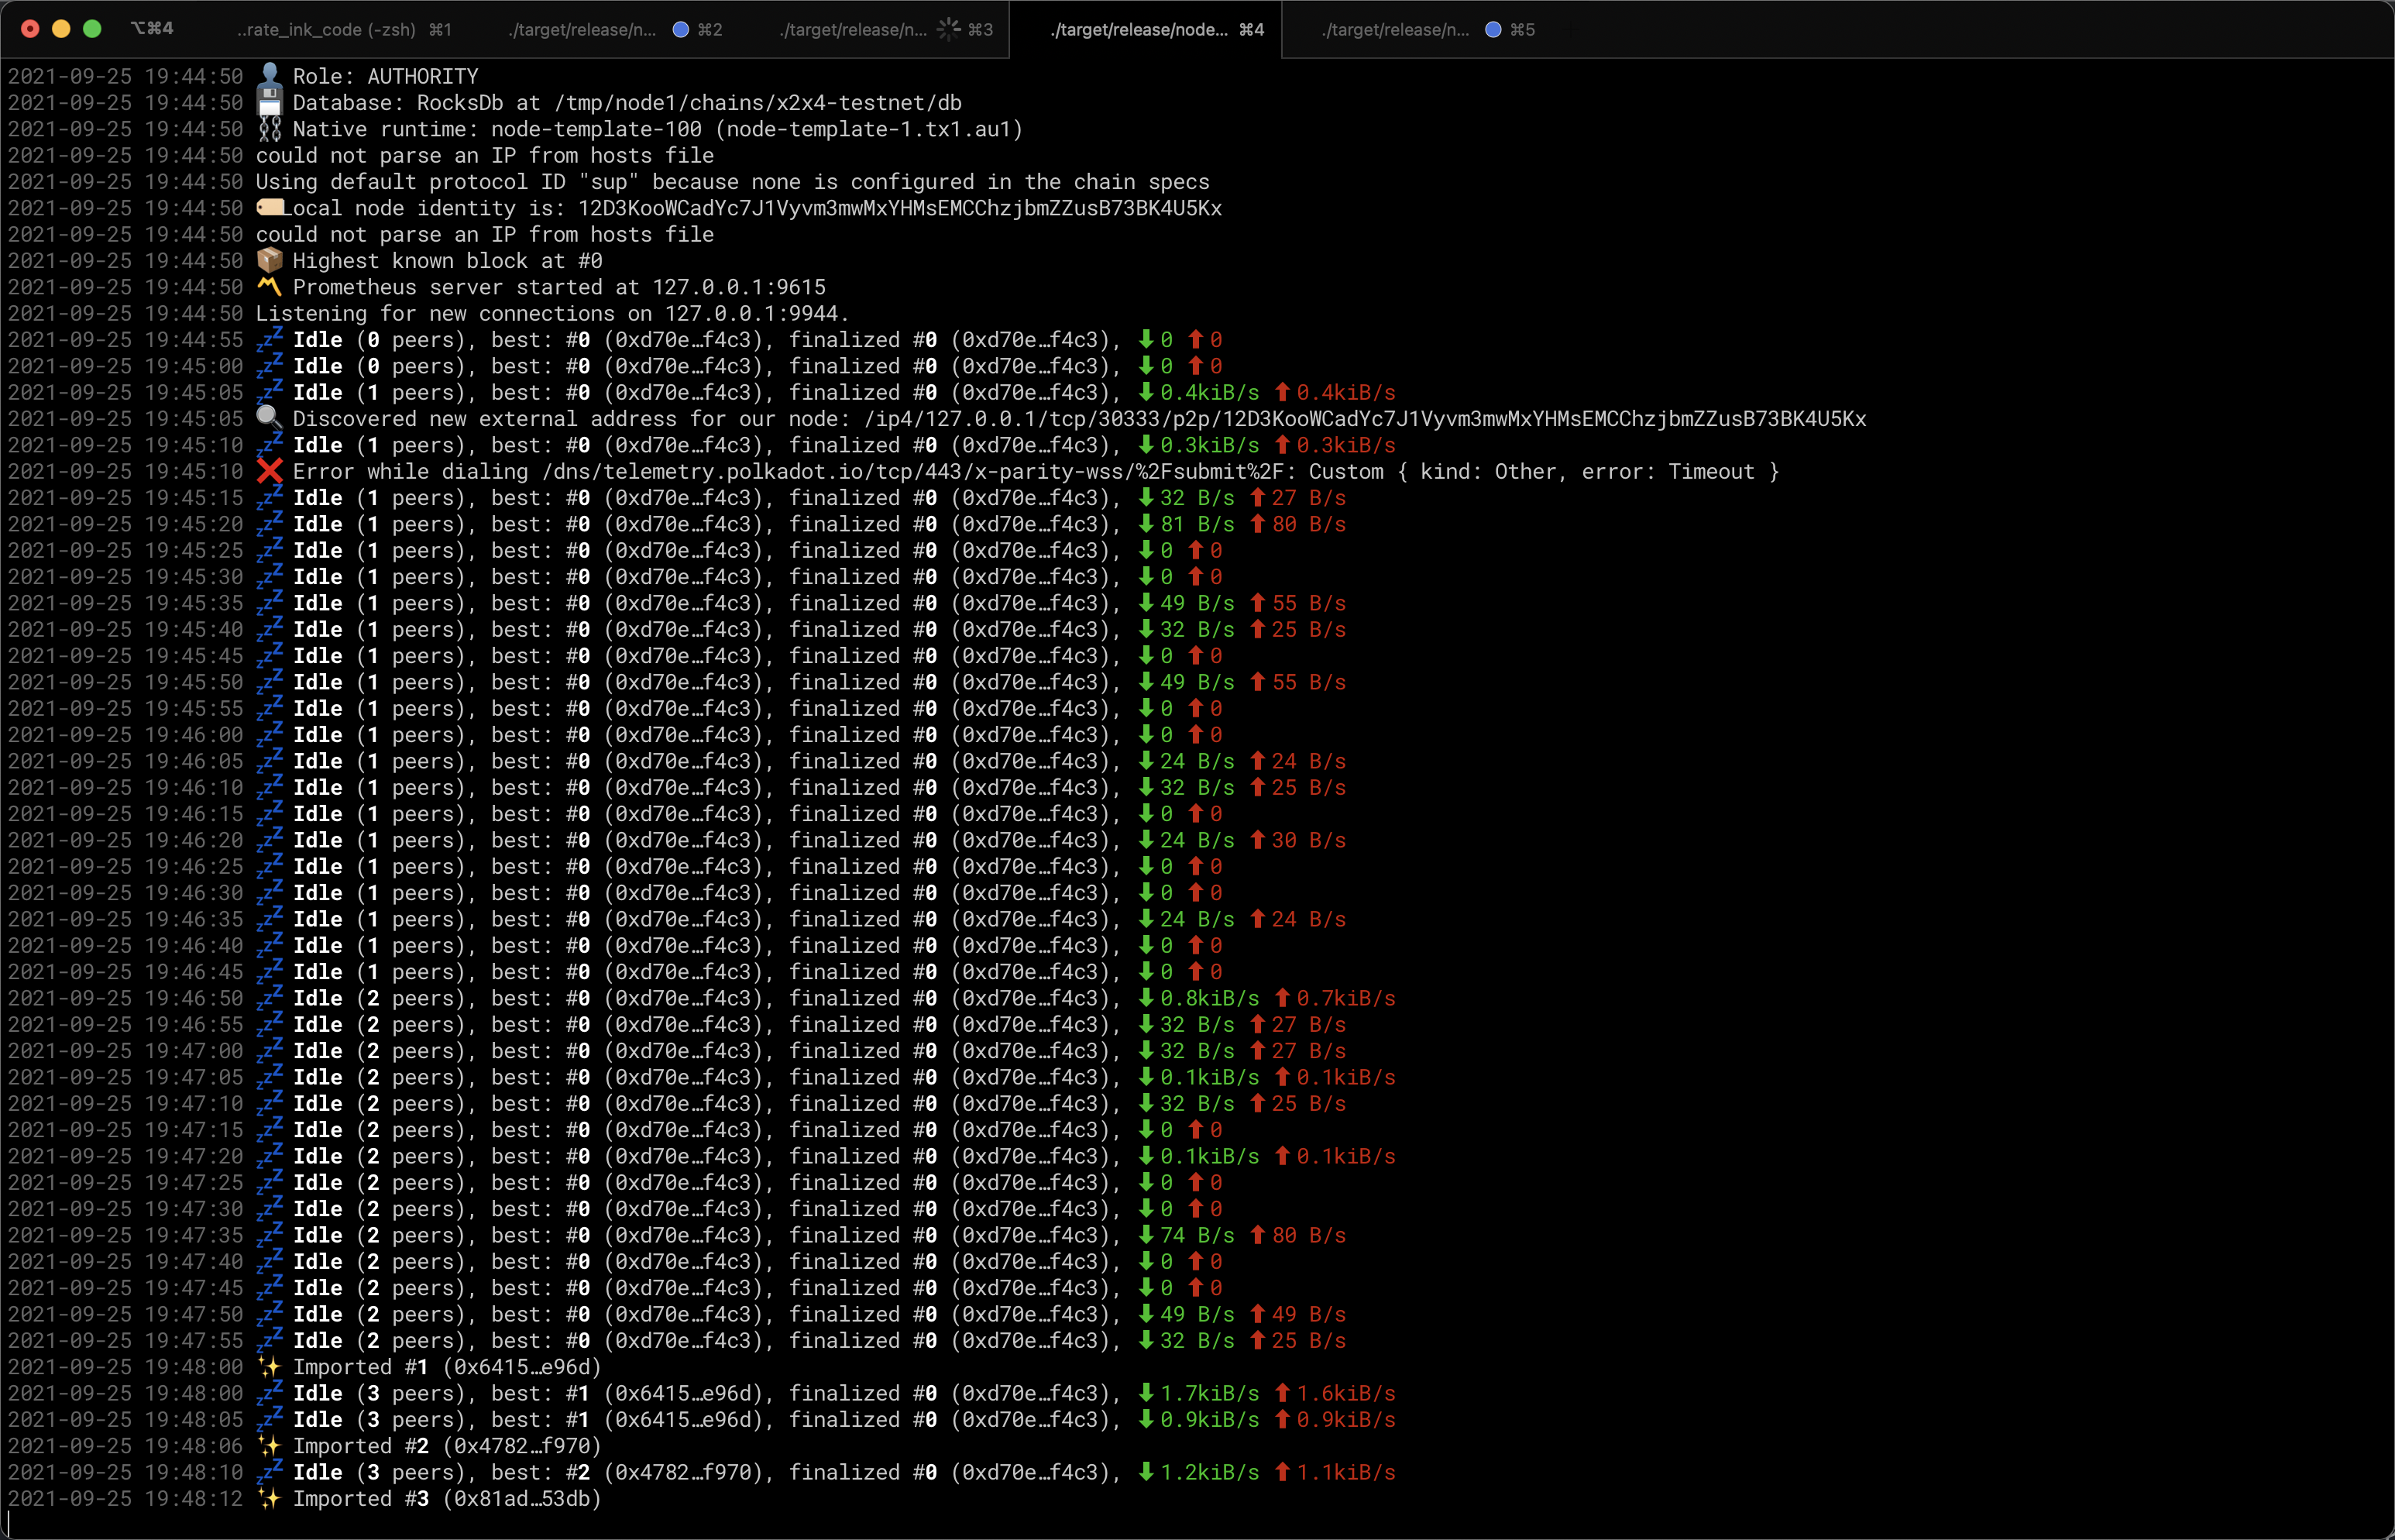 ⌥⌘4 ..rate_ink_code (-zsh) ⌘1 ./target/release/n... ⌘2 ./target/release/n... ⌘3 ./target/release/node... ⌘4 ./target/release/n... ⌘5
2021-09-25 19:44:50 👤 Role: AUTHORITY
2021-09-25 19:44:50 💾 Database: RocksDb at /tmp/node1/chains/x2x4-testnet/db
2021-09-25 19:44:50 ⛓ Native runtime: node-template-100 (node-template-1.tx1.au1)
2021-09-25 19:44:50 could not parse an IP from hosts file
2021-09-25 19:44:50 Using default protocol ID "sup" because none is configured in the chain specs
2021-09-25 19:44:50 🏷 Local node identity is: 12D3KooWCadYc7J1Vyvm3mwMxYHMsEMCChzjbmZZusB73BK4U5Kx
2021-09-25 19:44:50 could not parse an IP from hosts file
2021-09-25 19:44:50 📦 Highest known block at #0
2021-09-25 19:44:50 〽️ Prometheus server started at 127.0.0.1:9615
2021-09-25 19:44:50 Listening for new connections on 127.0.0.1:9944.
2021-09-25 19:44:55 💤 Idle (0 peers), best: #0 (0xd70e…f4c3), finalized #0 (0xd70e…f4c3), ⬇ 0 ⬆ 0
2021-09-25 19:45:00 💤 Idle (0 peers), best: #0 (0xd70e…f4c3), finalized #0 (0xd70e…f4c3), ⬇ 0 ⬆ 0
2021-09-25 19:45:05 💤 Idle (1 peers), best: #0 (0xd70e…f4c3), finalized #0 (0xd70e…f4c3), ⬇ 0.4kiB/s ⬆ 0.4kiB/s
2021-09-25 19:45:05 🔍 Discovered new external address for our node: /ip4/127.0.0.1/tcp/30333/p2p/12D3KooWCadYc7J1Vyvm3mwMxYHMsEMCChzjbmZZusB73BK4U5Kx
2021-09-25 19:45:10 💤 Idle (1 peers), best: #0 (0xd70e…f4c3), finalized #0 (0xd70e…f4c3), ⬇ 0.3kiB/s ⬆ 0.3kiB/s
2021-09-25 19:45:10 ❌ Error while dialing /dns/telemetry.polkadot.io/tcp/443/x-parity-wss/%2Fsubmit%2F: Custom { kind: Other, error: Timeout }
2021-09-25 19:45:15 💤 Idle (1 peers), best: #0 (0xd70e…f4c3), finalized #0 (0xd70e…f4c3), ⬇ 32 B/s ⬆ 27 B/s
2021-09-25 19:45:20 💤 Idle (1 peers), best: #0 (0xd70e…f4c3), finalized #0 (0xd70e…f4c3), ⬇ 81 B/s ⬆ 80 B/s
2021-09-25 19:45:25 💤 Idle (1 peers), best: #0 (0xd70e…f4c3), finalized #0 (0xd70e…f4c3), ⬇ 0 ⬆ 0
2021-09-25 19:45:30 💤 Idle (1 peers), best: #0 (0xd70e…f4c3), finalized #0 (0xd70e…f4c3), ⬇ 0 ⬆ 0
2021-09-25 19:45:35 💤 Idle (1 peers), best: #0 (0xd70e…f4c3), finalized #0 (0xd70e…f4c3), ⬇ 49 B/s ⬆ 55 B/s
2021-09-25 19:45:40 💤 Idle (1 peers), best: #0 (0xd70e…f4c3), finalized #0 (0xd70e…f4c3), ⬇ 32 B/s ⬆ 25 B/s
2021-09-25 19:45:45 💤 Idle (1 peers), best: #0 (0xd70e…f4c3), finalized #0 (0xd70e…f4c3), ⬇ 0 ⬆ 0
2021-09-25 19:45:50 💤 Idle (1 peers), best: #0 (0xd70e…f4c3), finalized #0 (0xd70e…f4c3), ⬇ 49 B/s ⬆ 55 B/s
2021-09-25 19:45:55 💤 Idle (1 peers), best: #0 (0xd70e…f4c3), finalized #0 (0xd70e…f4c3), ⬇ 0 ⬆ 0
2021-09-25 19:46:00 💤 Idle (1 peers), best: #0 (0xd70e…f4c3), finalized #0 (0xd70e…f4c3), ⬇ 0 ⬆ 0
2021-09-25 19:46:05 💤 Idle (1 peers), best: #0 (0xd70e…f4c3), finalized #0 (0xd70e…f4c3), ⬇ 24 B/s ⬆ 24 B/s
2021-09-25 19:46:10 💤 Idle (1 peers), best: #0 (0xd70e…f4c3), finalized #0 (0xd70e…f4c3), ⬇ 32 B/s ⬆ 25 B/s
2021-09-25 19:46:15 💤 Idle (1 peers), best: #0 (0xd70e…f4c3), finalized #0 (0xd70e…f4c3), ⬇ 0 ⬆ 0
2021-09-25 19:46:20 💤 Idle (1 peers), best: #0 (0xd70e…f4c3), finalized #0 (0xd70e…f4c3), ⬇ 24 B/s ⬆ 30 B/s
2021-09-25 19:46:25 💤 Idle (1 peers), best: #0 (0xd70e…f4c3), finalized #0 (0xd70e…f4c3), ⬇ 0 ⬆ 0
2021-09-25 19:46:30 💤 Idle (1 peers), best: #0 (0xd70e…f4c3), finalized #0 (0xd70e…f4c3), ⬇ 0 ⬆ 0
2021-09-25 19:46:35 💤 Idle (1 peers), best: #0 (0xd70e…f4c3), finalized #0 (0xd70e…f4c3), ⬇ 24 B/s ⬆ 24 B/s
2021-09-25 19:46:40 💤 Idle (1 peers), best: #0 (0xd70e…f4c3), finalized #0 (0xd70e…f4c3), ⬇ 0 ⬆ 0
2021-09-25 19:46:45 💤 Idle (1 peers), best: #0 (0xd70e…f4c3), finalized #0 (0xd70e…f4c3), ⬇ 0 ⬆ 0
2021-09-25 19:46:50 💤 Idle (2 peers), best: #0 (0xd70e…f4c3), finalized #0 (0xd70e…f4c3), ⬇ 0.8kiB/s ⬆ 0.7kiB/s
2021-09-25 19:46:55 💤 Idle (2 peers), best: #0 (0xd70e…f4c3), finalized #0 (0xd70e…f4c3), ⬇ 32 B/s ⬆ 27 B/s
2021-09-25 19:47:00 💤 Idle (2 peers), best: #0 (0xd70e…f4c3), finalized #0 (0xd70e…f4c3), ⬇ 32 B/s ⬆ 27 B/s
2021-09-25 19:47:05 💤 Idle (2 peers), best: #0 (0xd70e…f4c3), finalized #0 (0xd70e…f4c3), ⬇ 0.1kiB/s ⬆ 0.1kiB/s
2021-09-25 19:47:10 💤 Idle (2 peers), best: #0 (0xd70e…f4c3), finalized #0 (0xd70e…f4c3), ⬇ 32 B/s ⬆ 25 B/s
2021-09-25 19:47:15 💤 Idle (2 peers), best: #0 (0xd70e…f4c3), finalized #0 (0xd70e…f4c3), ⬇ 0 ⬆ 0
2021-09-25 19:47:20 💤 Idle (2 peers), best: #0 (0xd70e…f4c3), finalized #0 (0xd70e…f4c3), ⬇ 0.1kiB/s ⬆ 0.1kiB/s
2021-09-25 19:47:25 💤 Idle (2 peers), best: #0 (0xd70e…f4c3), finalized #0 (0xd70e…f4c3), ⬇ 0 ⬆ 0
2021-09-25 19:47:30 💤 Idle (2 peers), best: #0 (0xd70e…f4c3), finalized #0 (0xd70e…f4c3), ⬇ 0 ⬆ 0
2021-09-25 19:47:35 💤 Idle (2 peers), best: #0 (0xd70e…f4c3), finalized #0 (0xd70e…f4c3), ⬇ 74 B/s ⬆ 80 B/s
2021-09-25 19:47:40 💤 Idle (2 peers), best: #0 (0xd70e…f4c3), finalized #0 (0xd70e…f4c3), ⬇ 0 ⬆ 0
2021-09-25 19:47:45 💤 Idle (2 peers), best: #0 (0xd70e…f4c3), finalized #0 (0xd70e…f4c3), ⬇ 0 ⬆ 0
2021-09-25 19:47:50 💤 Idle (2 peers), best: #0 (0xd70e…f4c3), finalized #0 (0xd70e…f4c3), ⬇ 49 B/s ⬆ 49 B/s
2021-09-25 19:47:55 💤 Idle (2 peers), best: #0 (0xd70e…f4c3), finalized #0 (0xd70e…f4c3), ⬇ 32 B/s ⬆ 25 B/s
2021-09-25 19:48:00 ✨ Imported #1 (0x6415…e96d)
2021-09-25 19:48:00 💤 Idle (3 peers), best: #1 (0x6415…e96d), finalized #0 (0xd70e…f4c3), ⬇ 1.7kiB/s ⬆ 1.6kiB/s
2021-09-25 19:48:05 💤 Idle (3 peers), best: #1 (0x6415…e96d), finalized #0 (0xd70e…f4c3), ⬇ 0.9kiB/s ⬆ 0.9kiB/s
2021-09-25 19:48:06 ✨ Imported #2 (0x4782…f970)
2021-09-25 19:48:10 💤 Idle (3 peers), best: #2 (0x4782…f970), finalized #0 (0xd70e…f4c3), ⬇ 1.2kiB/s ⬆ 1.1kiB/s
2021-09-25 19:48:12 ✨ Imported #3 (0x81ad…53db)